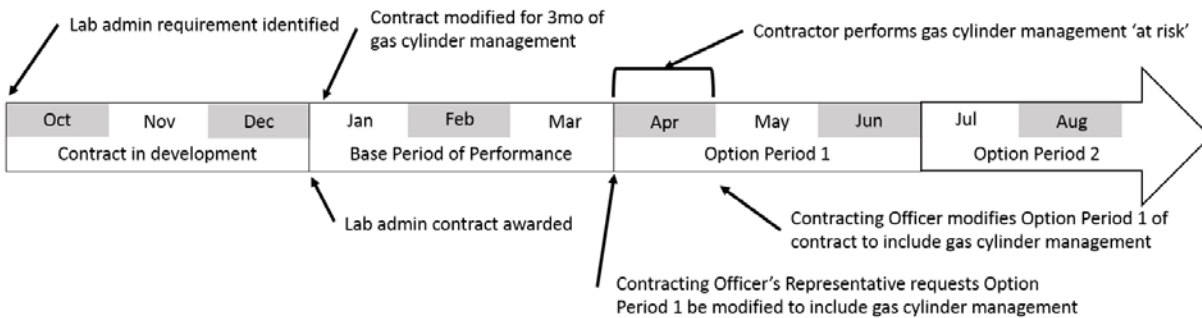 Lab admin requirement identified
Contract modified for 3mo of
gas cylinder management
Contractor performs gas cylinder management ‘at risk’
Oct
Nov
Dec
Jan
Feb
Mar
Apr
May
Jun
Jul
Aug
Contract in development
Base Period of Performance
Option Period 1
Option Period 2
Lab admin contract awarded
Contracting Officer modifies Option Period 1 of
contract to include gas cylinder management
Contracting Officer’s Representative requests Option
Period 1 be modified to include gas cylinder management